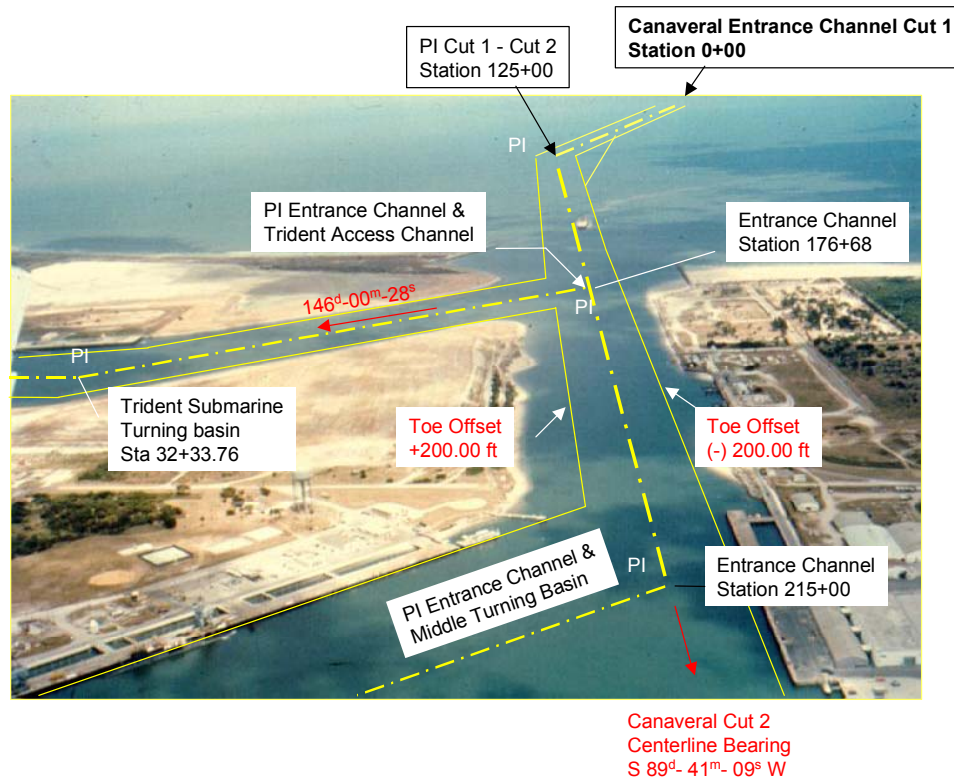 Canaveral Entrance Channel Cut 1
Station 0+00
PI Cut 1 - Cut 2
Station 125+00
PI
PI Entrance Channel &
Trident Access Channel
Entrance Channel
Station 176+68
146d-00m-28s
PI
PI
Trident Submarine
Turning basin
Sta 32+33.76
Toe Offset
+200.00 ft
Toe Offset
(-) 200.00 ft
PI
Entrance Channel
Station 215+00
PI Entrance Channel &
Middle Turning Basin
Canaveral Cut 2
Centerline Bearing
S 89d- 41m- 09s W